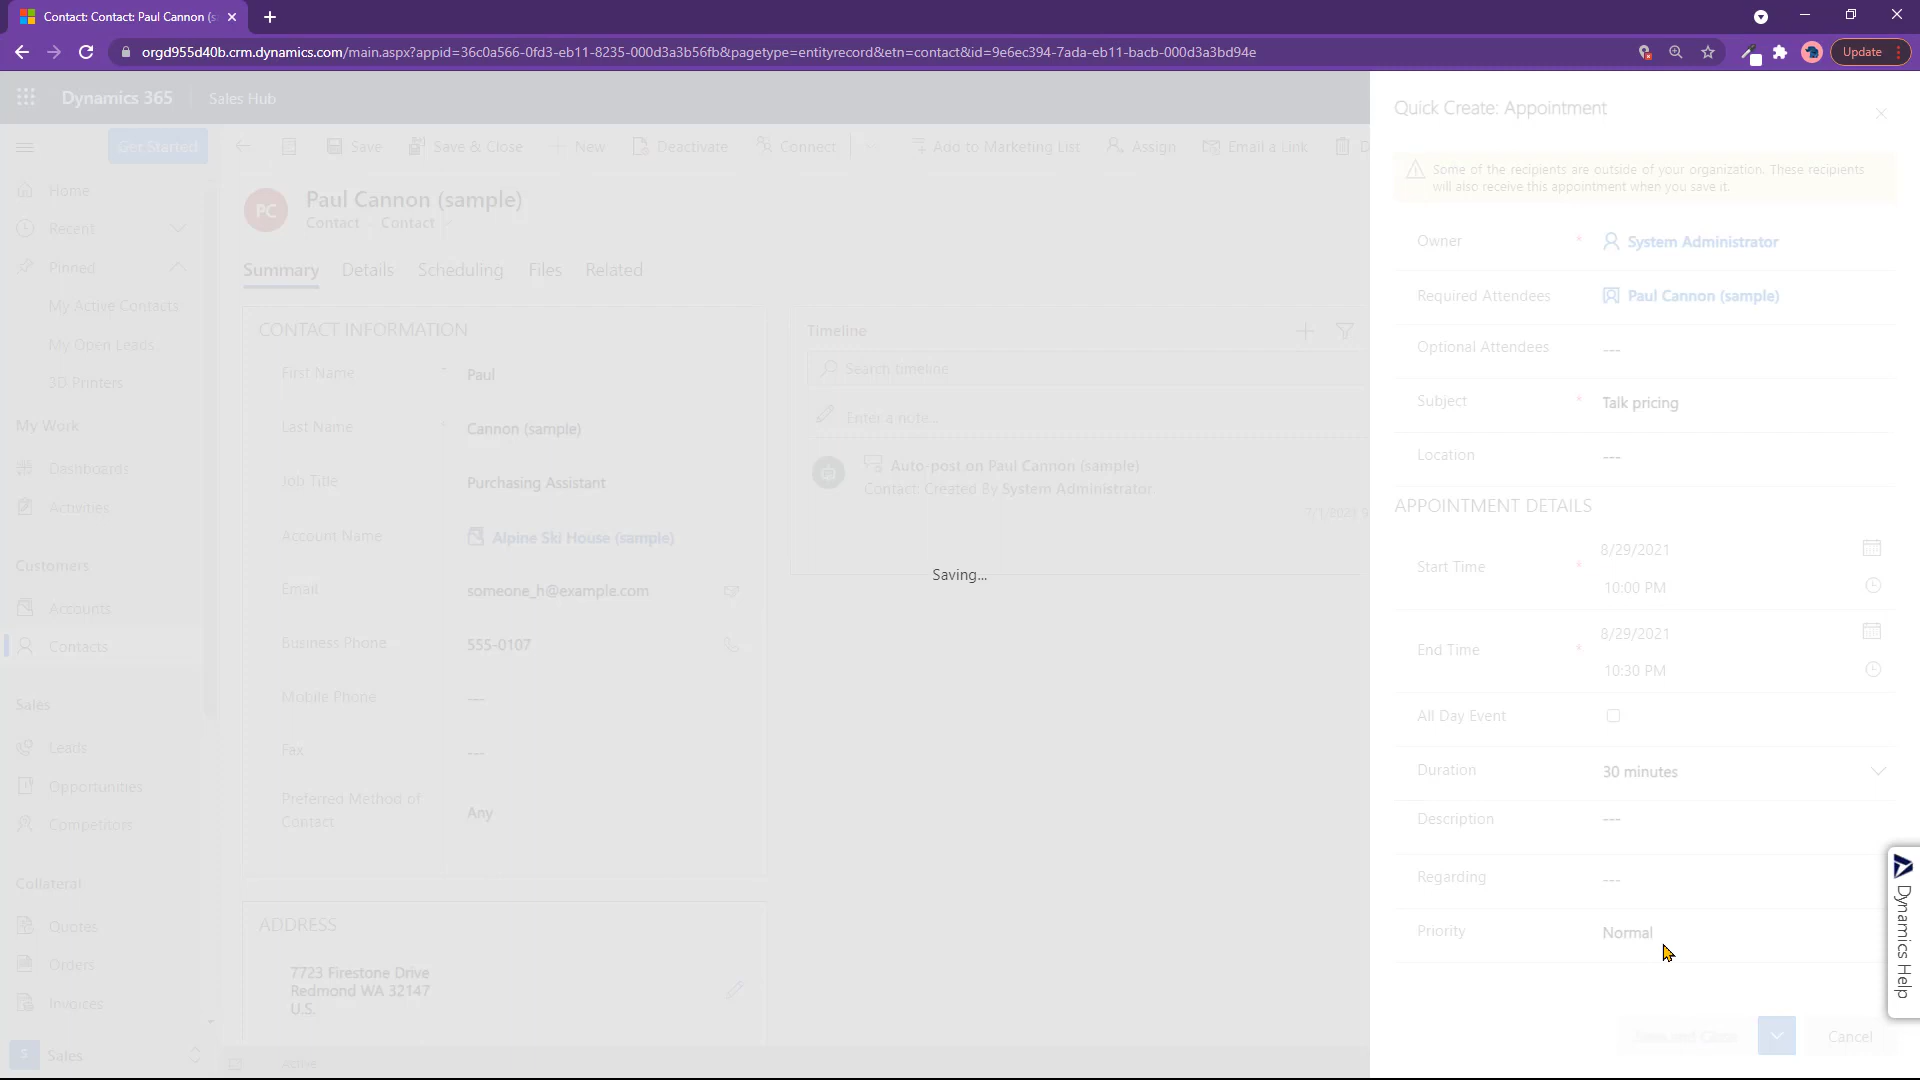 Contact: Contact: Paul Cannon (s
orgd955d40b.crm.dynamics.com/main.aspx?appid=36c0a566-0fd3-eb11-8235-000d3a3b56fb&pagetype=entityrecord&etn=contact&id=9e6ec394-7ada-eb11-bacb-000d3a3bd94e
Update
Dynamics 365
Sales Hub
Get Started
Save
Save & Close
New
Deactivate
Connect
Add to Marketing List
Assign
Email a Link
Home
Recent
Pinned
My Active Contacts
My Open Leads
3D Printers
My Work
Dashboards
Activities
Customers
Accounts
Contacts
Sales
Leads
Opportunities
Competitors
Collateral
Quotes
Orders
Invoices
S
Sales
PC
Paul Cannon (sample)
Contact
Contact
Summary
Details
Scheduling
Files
Related
CONTACT INFORMATION
First Name
*
Paul
Last Name
*
Cannon (sample)
Job Title
Purchasing Assistant
Account Name
Alpine Ski House (sample)
Email
someone_h@example.com
Business Phone
555-0107
Mobile Phone
---
Fax
---
Preferred Method of
Contact
Any
ADDRESS
7723 Firestone Drive
Redmond WA 32147
U.S.
Active
Timeline
Search timeline
Enter a note...
Auto-post on Paul Cannon (sample)
Contact: Created By System Administrator
7/1/2021 9
Saving...
Quick Create: Appointment
Some of the recipients are outside of your organization. These recipients
will also receive this appointment when you save it.
Owner
*
System Administrator
Required Attendees
Paul Cannon (sample)
Optional Attendees
---
Subject
*
Talk pricing
Location
---
APPOINTMENT DETAILS
Start Time
*
8/29/2021
10:00 PM
End Time
*
8/29/2021
10:30 PM
All Day Event
Duration
30 minutes
Description
---
Regarding
---
Priority
Normal
Save and Close
Cancel
Dynamics Help